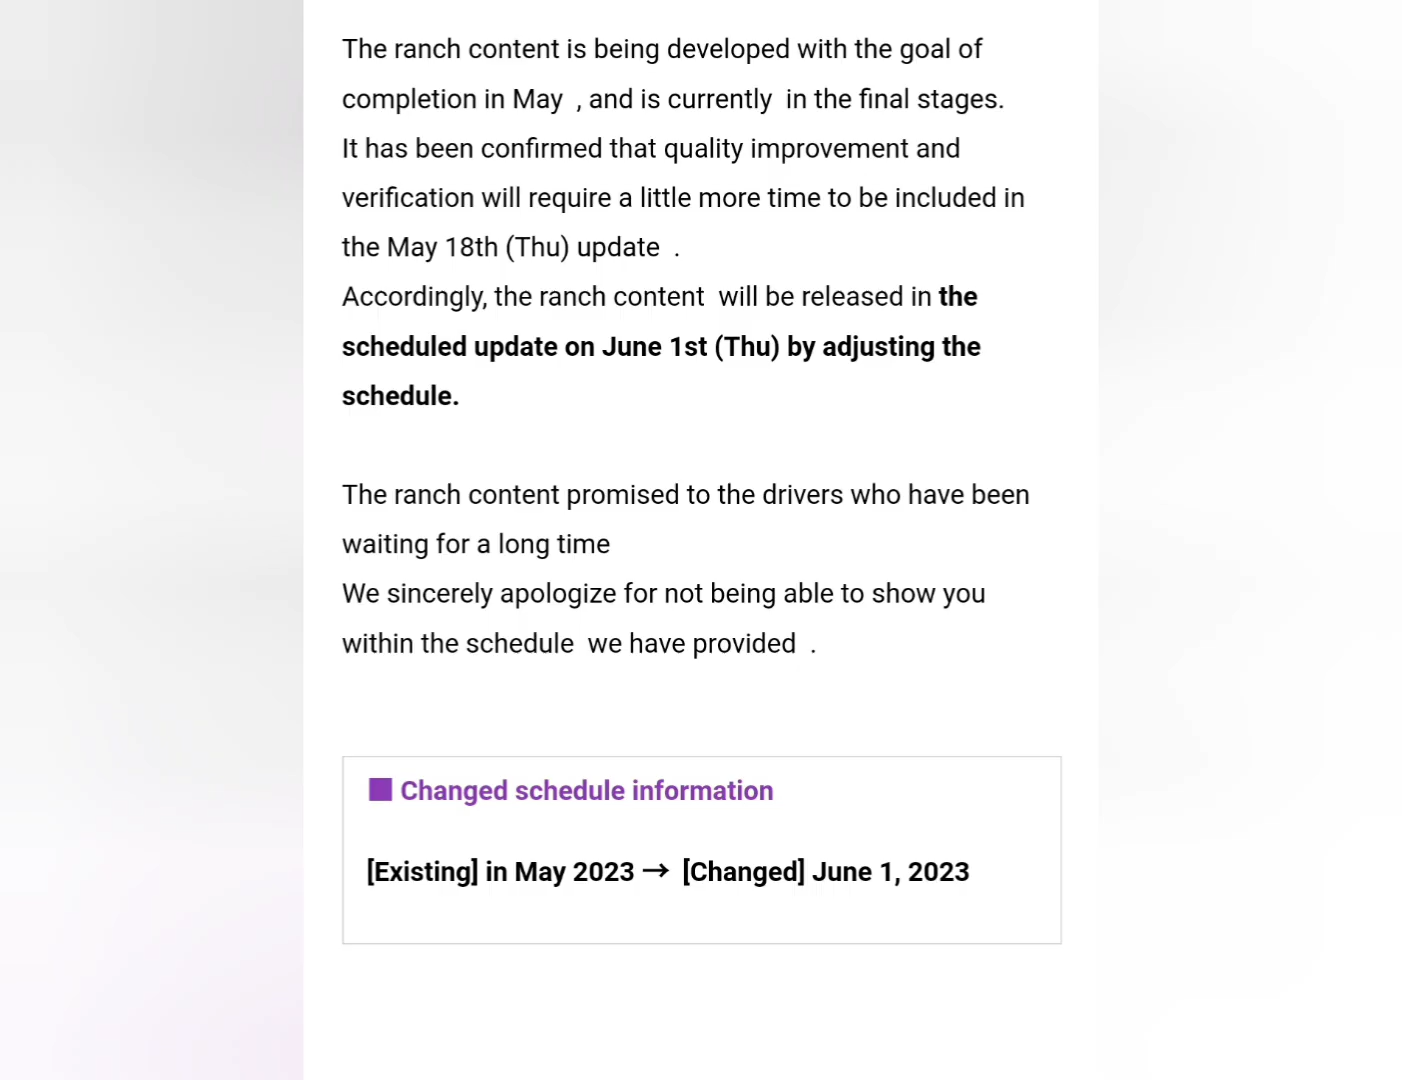 The ranch content is being developed with the goal of
completion in May , and is currently in the final stages.
It has been confirmed that quality improvement and
verification will require a little more time to be included in
the May 18th (Thu) update .
Accordingly, the ranch content will be released in the
scheduled update on June 1st (Thu) by adjusting the
schedule.
The ranch content promised to the drivers who have been
waiting for a long time
We sincerely apologize for not being able to show you
within the schedule we have provided .
■ Changed schedule information
[Existing] in May 2023 → [Changed] June 1, 2023